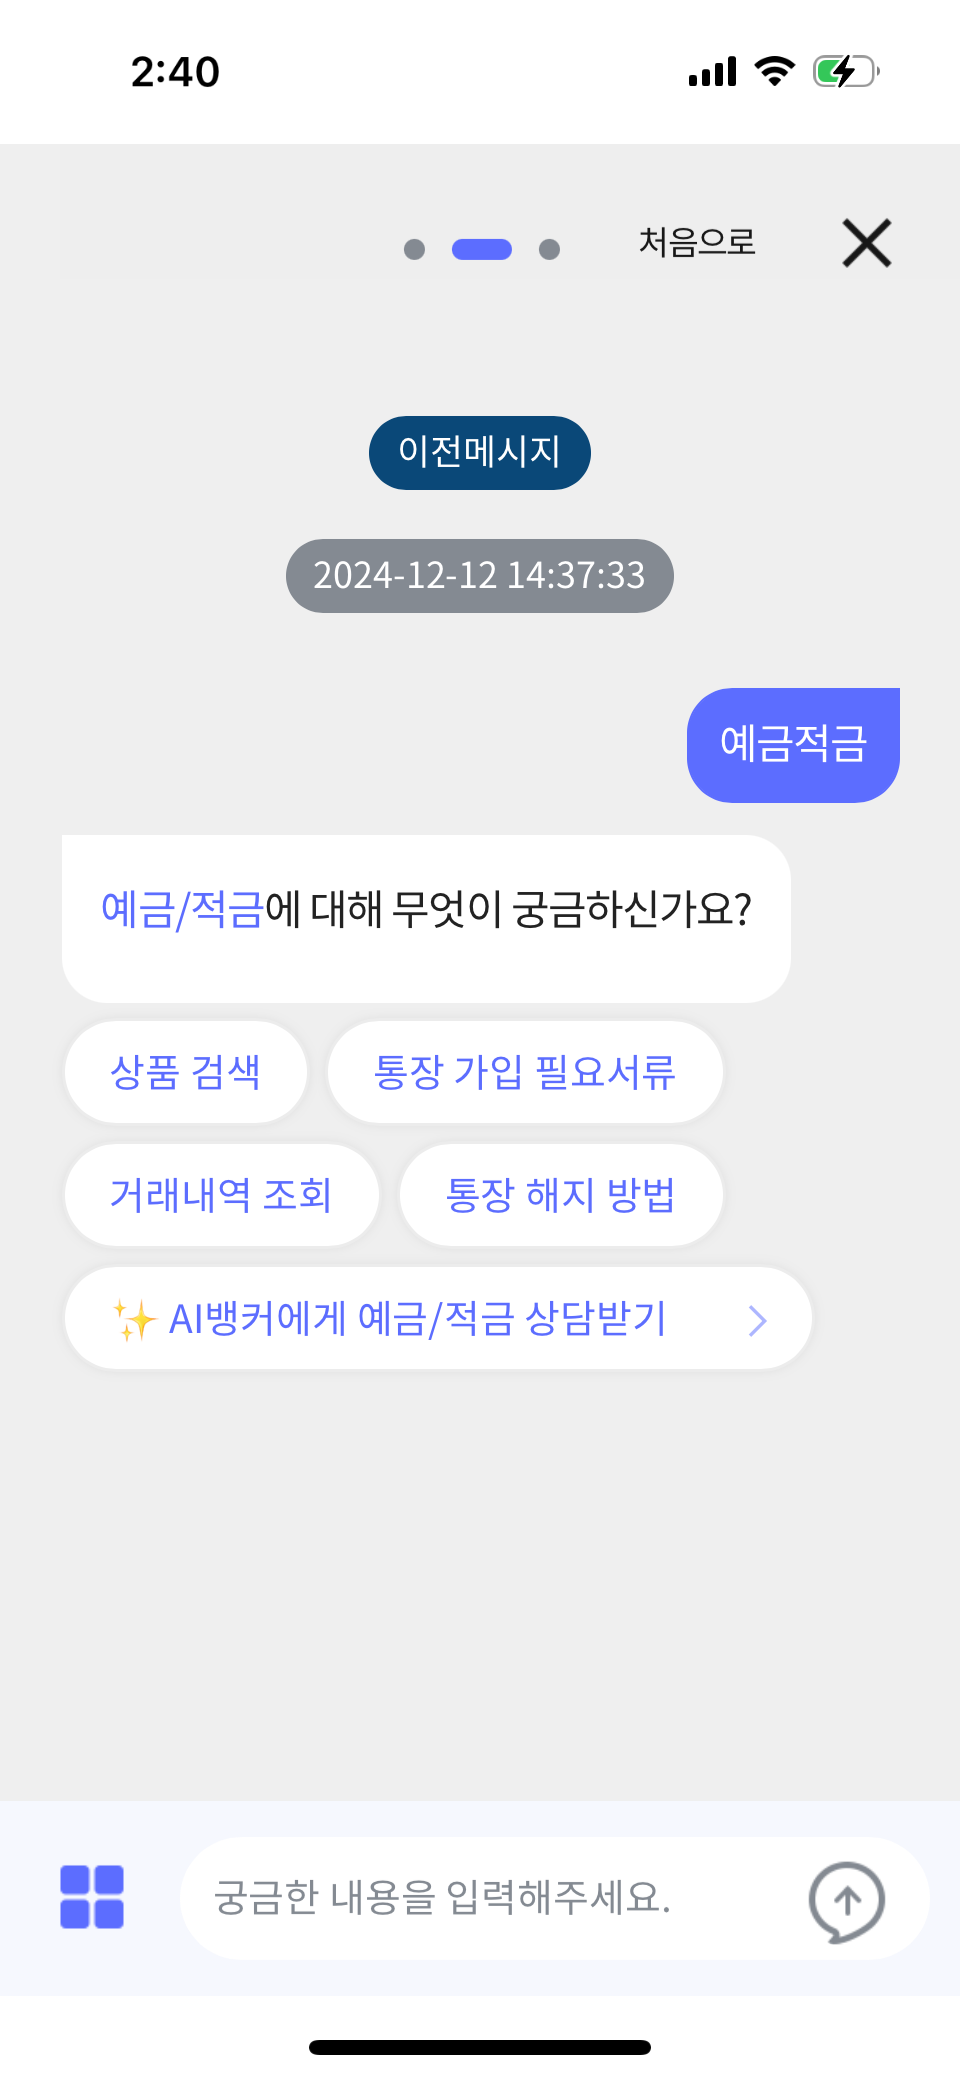 2:40
처음으로
이전메시지
2024-12-12 14:37:33
예금적금
예금/적금에 대해 무엇이 궁금하신가요?
상품 검색
통장 가입 필요서류
거래내역 조회
통장 해지 방법
✨ AI뱅커에게 예금/적금 상담받기
궁금한 내용을 입력해주세요.